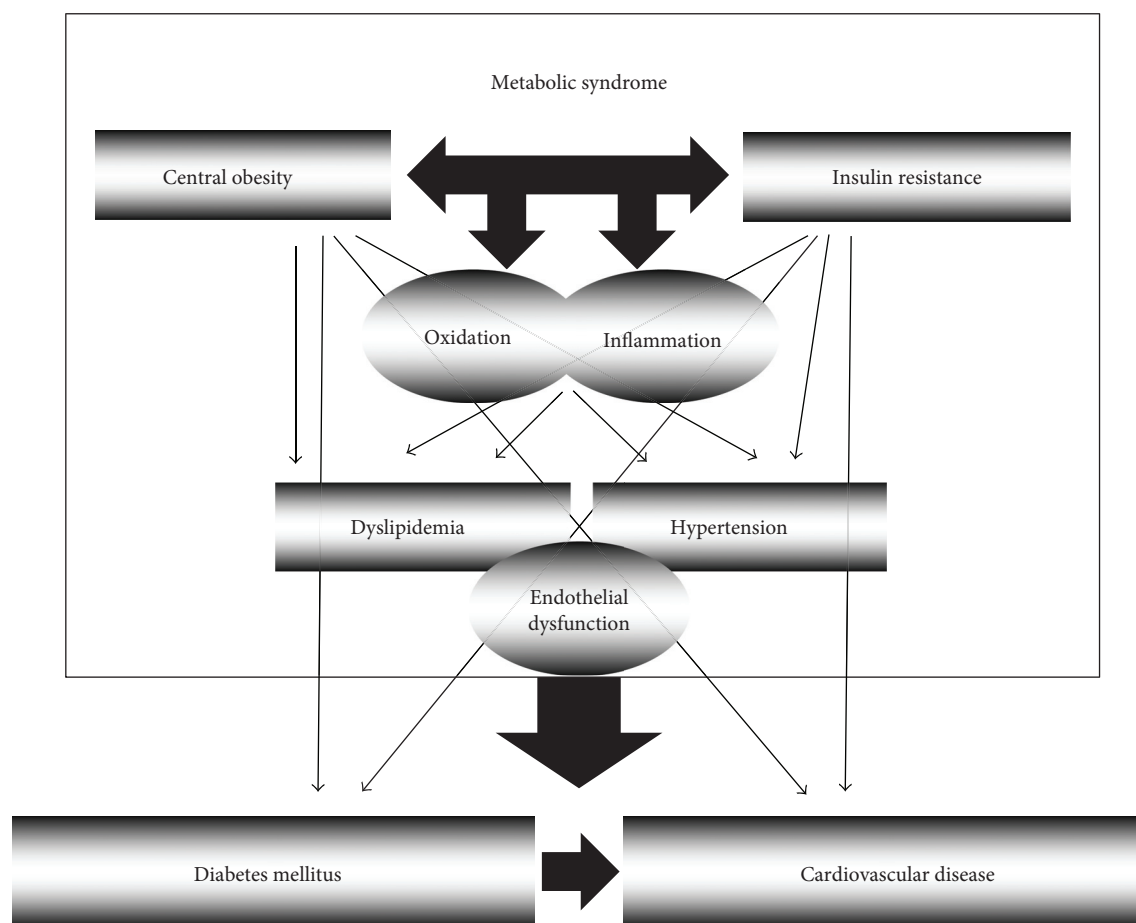 Metabolic syndrome
Central obesity
Insulin resistance
Oxidation
Inflammation
Dyslipidemia
Hypertension
Endothelial
dysfunction
Diabetes mellitus
Cardiovascular disease